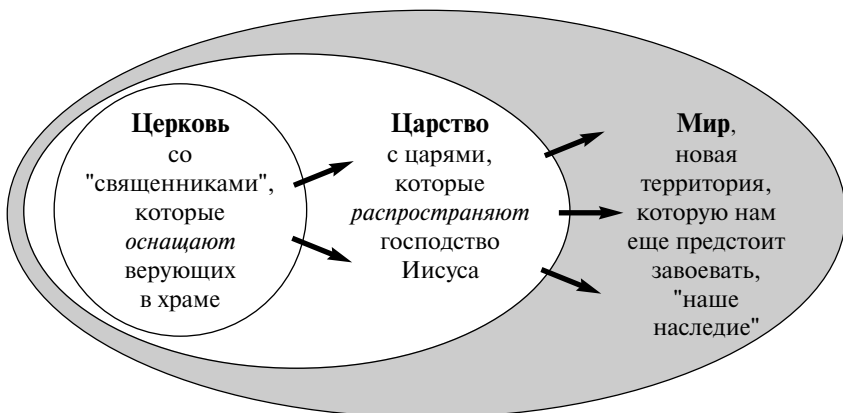 Церковь
со
"священниками",
которые
оснащают
верующих
в храме
Царство
с царями,
которые
распространяют
господство
Иисуса
Мир,
новая
территория,
которую нам
еще предстоит
завоевать,
"наше
наследие"